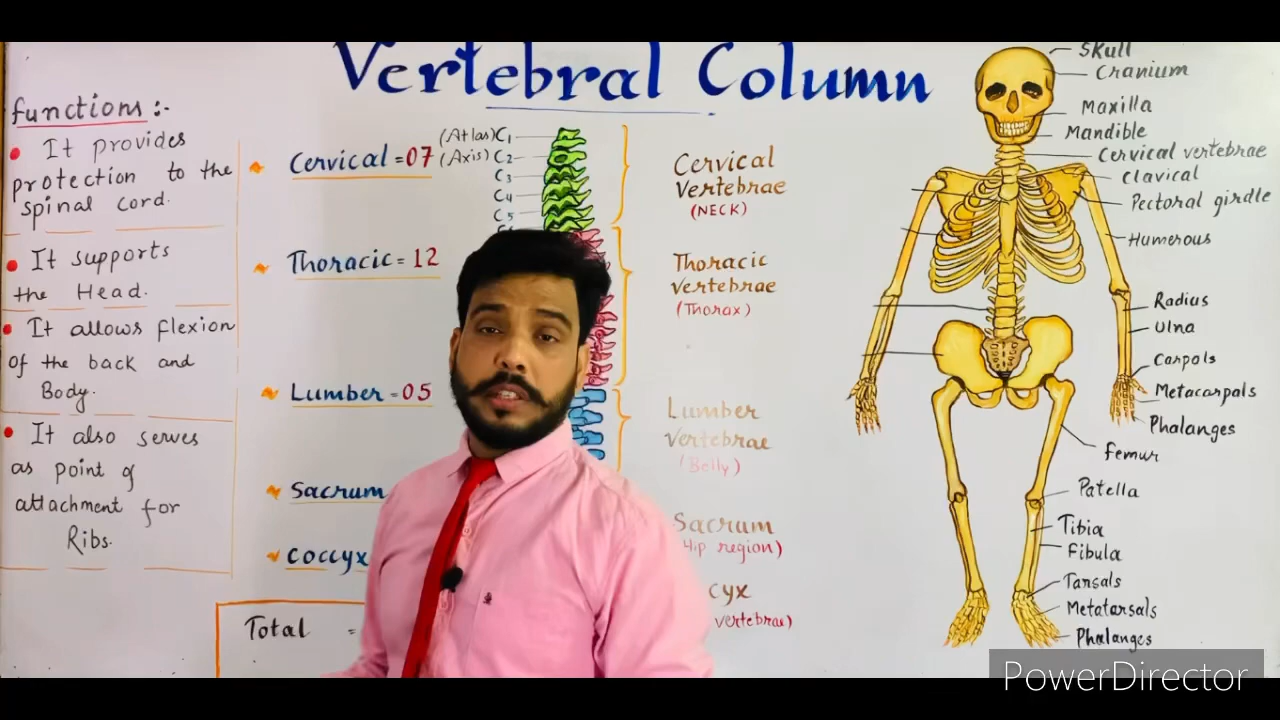 Vertebral Column
functions :-
It provides
protection to the
spinal cord.
It supports
the Head.
It allows flexion
of the back and
Body.
It also serves
as point of
attachment for
Ribs.
Cervical = 07
Thoracic = 12
Lumber = 05
Sacrum
Coccyx
Total =
(Atlas) C1
(Axis) C2
C3
C4
C5
Cervical
vertebrae
(NECK)
Thoracic
vertebrae
(Thorax)
Lumber
vertebrae
(Belly)
Sacrum
Hip region)
cyx
vertebrae)
Skull
Cranium
Maxilla
Mandible
Cervical vertebrae
Clavical
Pectoral girdle
Humerous
Radius
Ulna
Carpals
Metacarpals
Phalanges
Femur
Patella
Tibia
Fibula
Tarsals
Metatarsals
Phalanges
PowerDirector